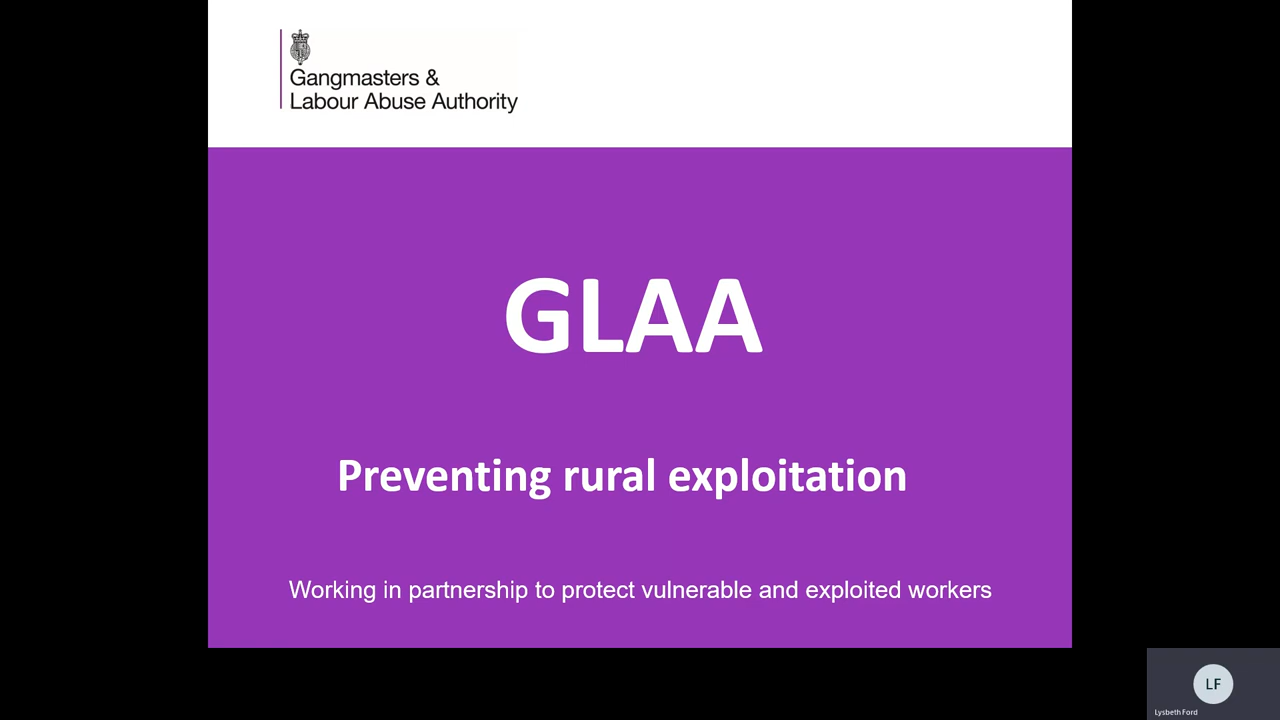 Gangmasters &
Labour Abuse Authority
GLAA
Preventing rural exploitation
Working in partnership to protect vulnerable and exploited workers
LF
Lysbeth Ford